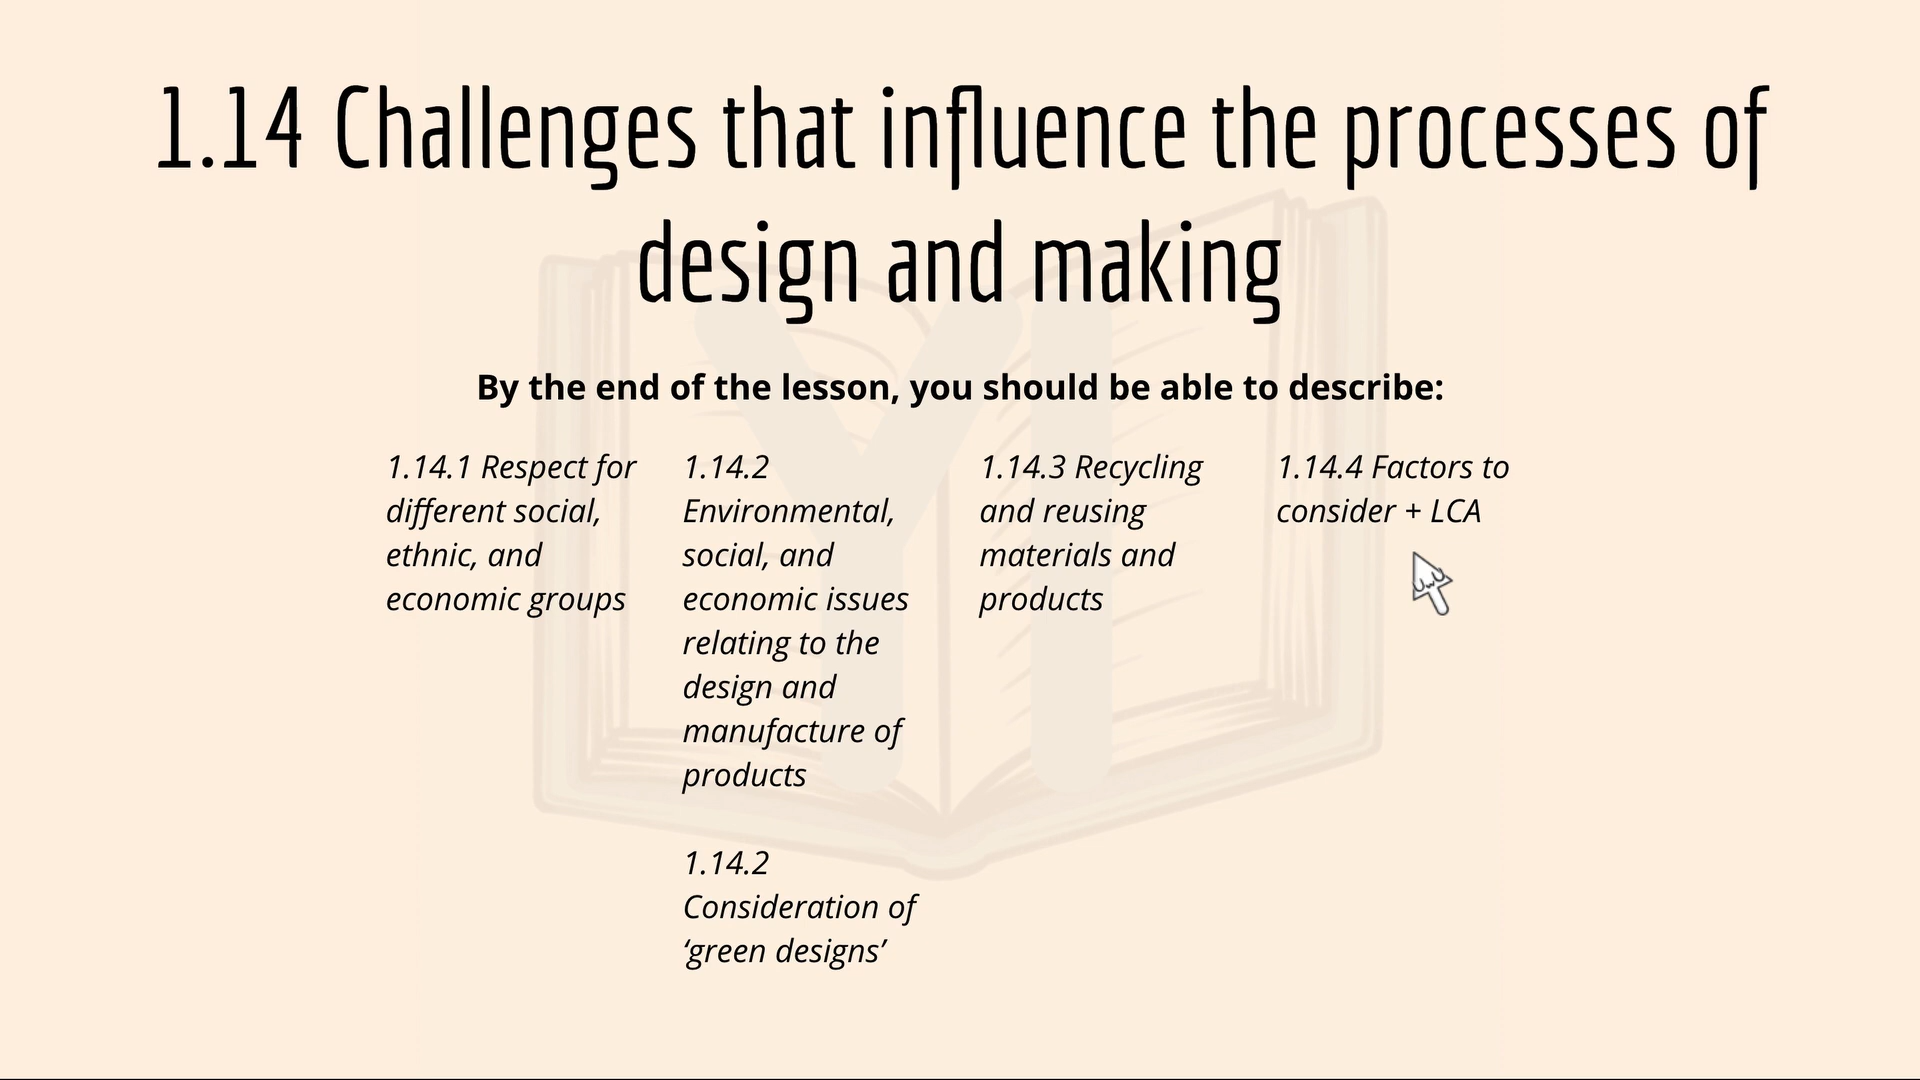 1.14 Challenges that influence the processes of
design and making
By the end of the lesson, you should be able to describe:
1.14.1 Respect for
different social,
ethnic, and
economic groups
1.14.2
Environmental,
social, and
economic issues
relating to the
design and
manufacture of
products
1.14.2
Consideration of
‘green designs’
1.14.3 Recycling
and reusing
materials and
products
1.14.4 Factors to
consider + LCA
YI